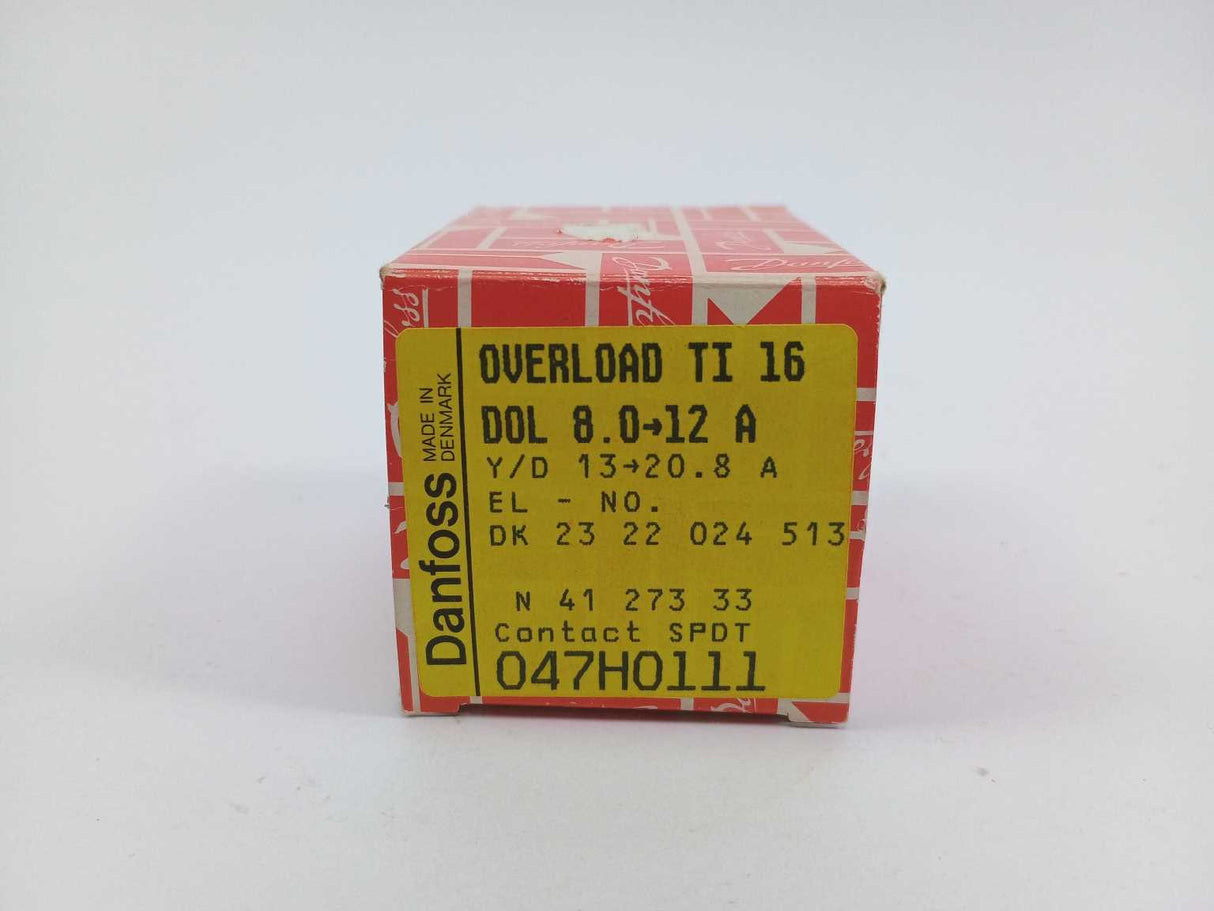 Danfoss
MADE IN
DENMARK
OVERLOAD TI 16
DOL 8.0→12 A
Y/D 13→20.8 A
EL - NO.
DK 23 22 024 513
N 41 273 33
Contact SPDT
047H0111